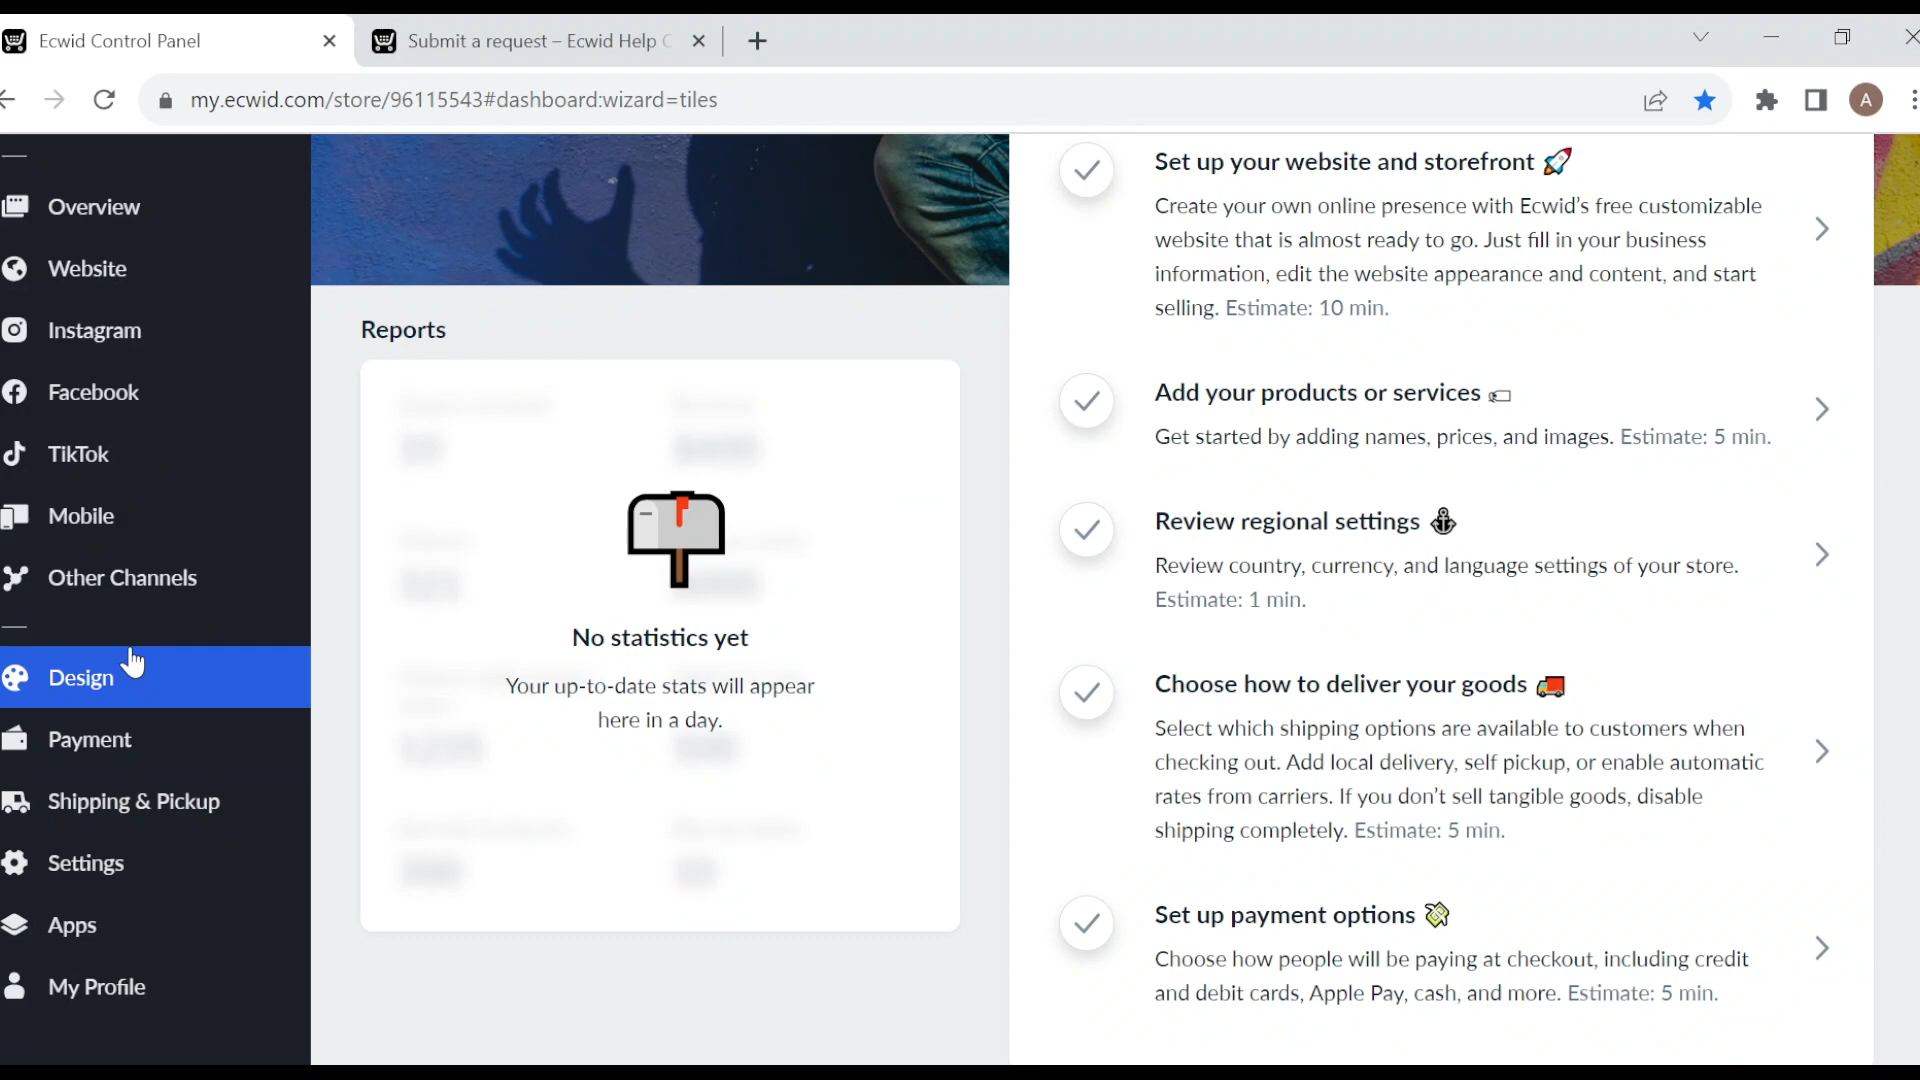 Ecwid Control Panel
Submit a request – Ecwid Help
my.ecwid.com/store/96115543#dashboard:wizard=tiles
A
Overview
Website
Instagram
Facebook
TikTok
Mobile
Other Channels
Design
Payment
Shipping & Pickup
Settings
Apps
My Profile
Reports
No statistics yet
Your up-to-date stats will appear
here in a day.
Set up your website and storefront 🚀
Create your own online presence with Ecwid's free customizable
website that is almost ready to go. Just fill in your business
information, edit the website appearance and content, and start
selling. Estimate: 10 min.
Add your products or services
Get started by adding names, prices, and images. Estimate: 5 min.
Review regional settings ⚓
Review country, currency, and language settings of your store.
Estimate: 1 min.
Choose how to deliver your goods 🚚
Select which shipping options are available to customers when
checking out. Add local delivery, self pickup, or enable automatic
rates from carriers. If you don't sell tangible goods, disable
shipping completely. Estimate: 5 min.
Set up payment options 💸
Choose how people will be paying at checkout, including credit
and debit cards, Apple Pay, cash, and more. Estimate: 5 min.